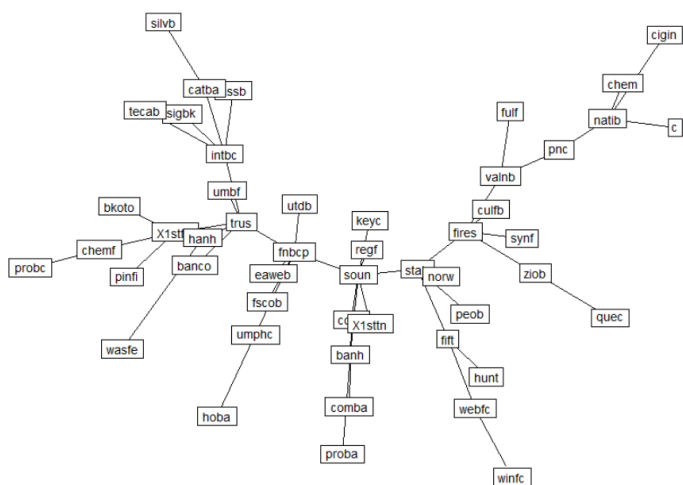 silvb
cigin
catba
ssb
chem
tecab
sigbk
fulf
natib
c
intbc
pnc
valnb
umbf
bkoto
utdb
culfb
keyc
trus
X1stf
hanh
fires
synf
chemf
regf
fnbcp
probc
pinfi
banco
eaweb
soun
sta
norw
ziob
fscob
peob
quec
co
X1sttn
umphc
fift
wasfe
banh
hunt
hoba
comba
webfc
proba
winfc